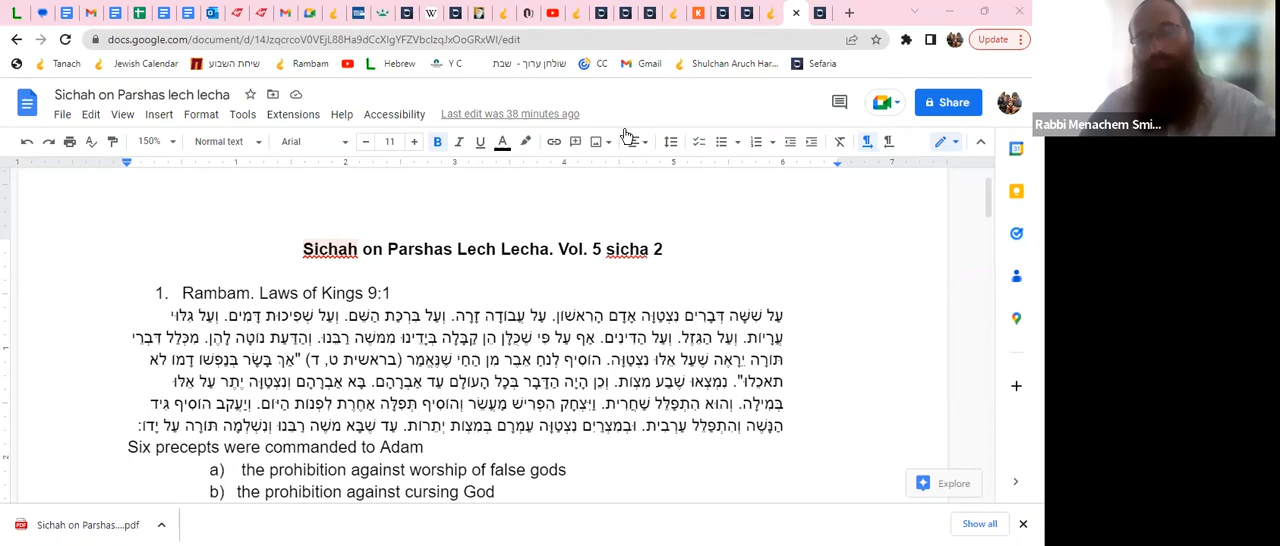 docs.google.com/document/d/14JzqcrcoV0VEjL88Ha9dCcXIgYFZVbclzqJxOoGRxWI/edit
Update
Tanach
Jewish Calendar
שיחת השבוע
Rambam
Hebrew
Y C
שולחן ערוך - שבת
CC
Gmail
Shulchan Aruch Har...
Sefaria
Sichah on Parshas lech lecha
File Edit View Insert Format Tools Extensions Help Accessibility Last edit was 38 minutes ago
Share
150% Normal text Arial 11
Rabbi Menachem Smi...
Sichah on Parshas Lech Lecha. Vol. 5 sicha 2
1. Rambam. Laws of Kings 9:1
עַל שִׁשָּׁה דְּבָרִים נִצְטַוָּה אָדָם הָרִאשׁוֹן. עַל עֲבוֹדָה זָרָה. וְעַל בִּרְכַּת הַשֵּׁם. וְעַל שְׁפִיכוּת דָּמִים. וְעַל גִּלּוּי
עֲרָיוֹת. וְעַל הַגֵּזֶל. וְעַל הַדִּינִים. אַף עַל פִּי שֶׁכֻּלָּן הֵן קַבָּלָה בְּיָדֵינוּ מִמּשֶׁה רַבֵּנוּ. וְהַדַּעַת נוֹטָה לָהֶן. מִכְּלַל דִּבְרֵי
תּוֹרָה יֵרָאֶה שֶׁעַל אֵלּוּ נִצְטַוָּה. הוֹסִיף לְנֹחַ אֵבֶר מִן הַחַי שֶׁנֶּאֱמַר (בראשית ט, ד) "אַךְ בָּשָׂר בְּנַפְשׁוֹ דָמוֹ לֹא
תֹאכֵלוּ". נִמְצְאוּ שֶׁבַע מִצְוֹת. וְכֵן הָיָה הַדָּבָר בְּכָל הָעוֹלָם עַד אַבְרָהָם. בָּא אַבְרָהָם וְנִצְטַוָּה יֶתֶר עַל אֵלּוּ
בְּמִילָה. וְהוּא הִתְפַּלֵּל שַׁחֲרִית. וְיִצְחָק הִפְרִישׁ מַעֲשֵׂר וְהוֹסִיף תְּפִלָּה אַחֶרֶת לִפְנוֹת הַיּוֹם. וְיַעֲקֹב הוֹסִיף גִּיד
הַנָּשֶׁה וְהִתְפַּלֵּל עַרְבִית. וּבְמִצְרַיִם נִצְטַוָּה עַמְרָם בְּמִצְוֹת יְתֵרוֹת. עַד שֶׁבָּא משֶׁה רַבֵּנוּ וְנִשְׁלְמָה תּוֹרָה עַל יָדוֹ:
Six precepts were commanded to Adam
a) the prohibition against worship of false gods
b) the prohibition against cursing God
Explore
Sichah on Parshas....pdf
Show all